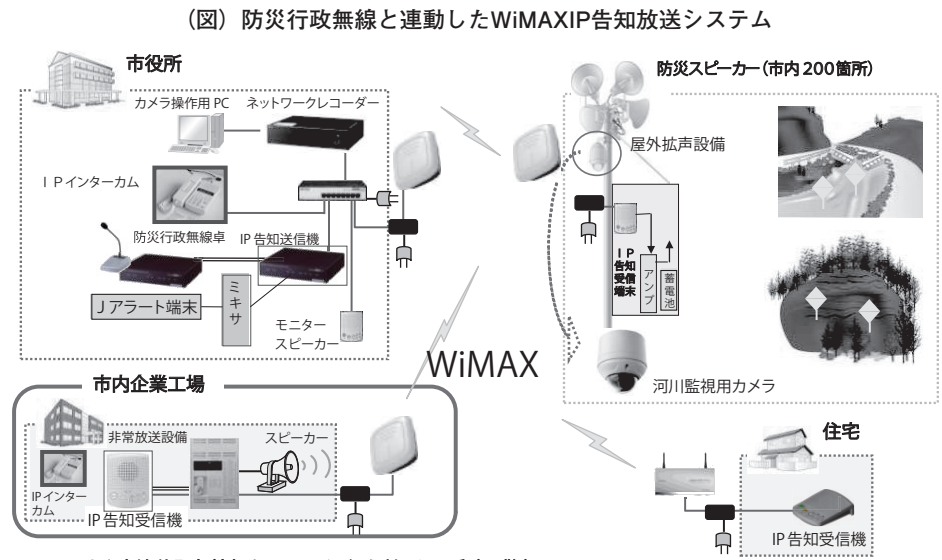 (図) 防災行政無線と連動したWiMAXIP告知放送システム
市役所
カメラ操作用 PC
ネットワークレコーダー
IPインターカム
防災行政無線卓
IP 告知送信機
Jアラート端末
ミキサ
モニター
スピーカー
防災スピーカー(市内 200箇所)
屋外拡声設備
IP告知受信端末
アンプ
蓄電池
河川監視用カメラ
WiMAX
市内企業工場
非常放送設備
スピーカー
IPインター
カム
IP告知受信機
住宅
IP 告知受信機